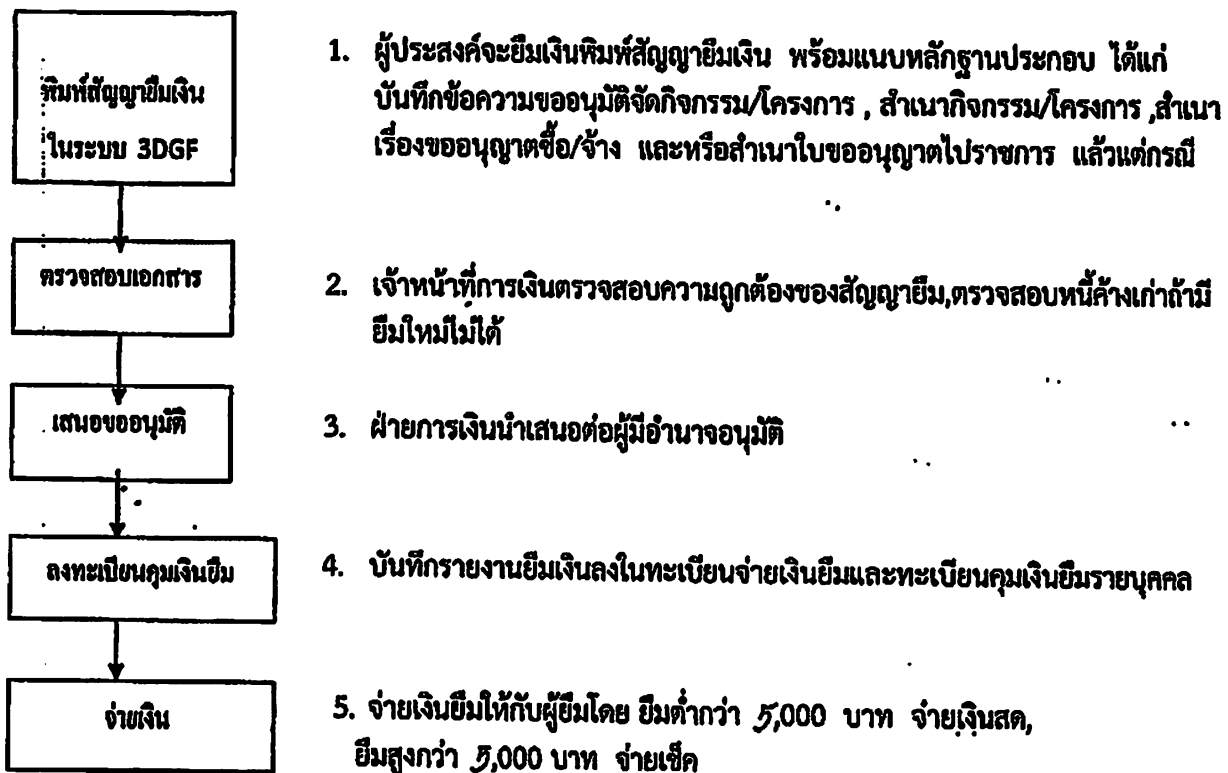 พิมพ์สัญญายืมเงิน
ในระบบ 3DGF
1. ผู้ประสงค์จะยืมเงินพิมพ์สัญญายืมเงิน พร้อมแนบหลักฐานประกอบ ได้แก่
บันทึกข้อความขออนุมัติจัดกิจกรรม/โครงการ , สำเนากิจกรรม/โครงการ ,สำเนา
เรื่องขออนุญาตซื้อ/จ้าง และหรือสำเนาใบขออนุญาตไปราชการ แล้วแต่กรณี
ตรวจสอบเอกสาร
2. เจ้าหน้าที่การเงินตรวจสอบความถูกต้องของสัญญายืม,ตรวจสอบหนี้ค้างเก่าถ้ามี
ยืมใหม่ไม่ได้
เสนอขออนุมัติ
3. ฝ่ายการเงินนำเสนอต่อผู้มีอำนาจอนุมัติ
ลงทะเบียนคุมเงินยืม
4. บันทึกรายงานยืมเงินลงในทะเบียนจ่ายเงินยืมและทะเบียนคุมเงินยืมรายบุคคล
จ่ายเงิน
5. จ่ายเงินยืมให้กับผู้ยืมโดย ยืมต่ำกว่า 5,000 บาท จ่ายเงินสด,
ยืมสูงกว่า 5,000 บาท จ่ายเช็ค